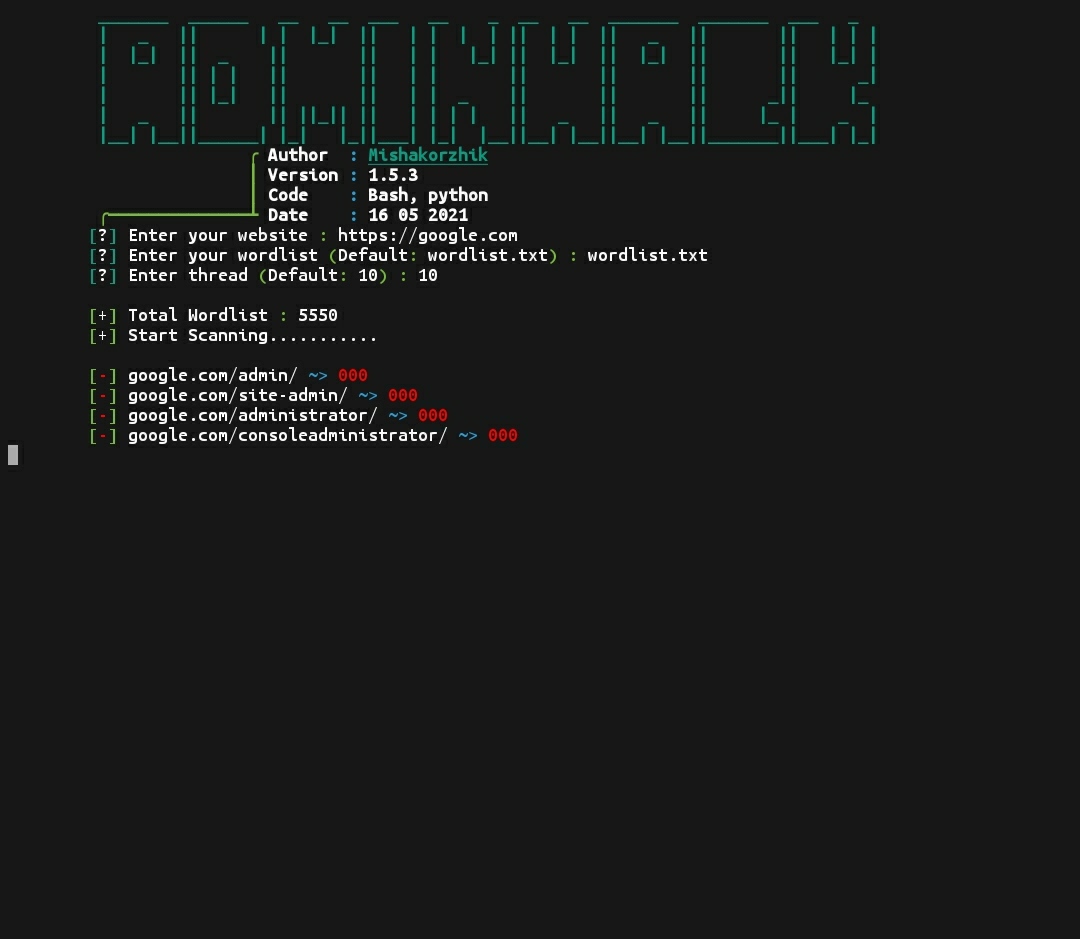 ADMINHACK
Author : Mishakorzhik
Version : 1.5.3
Code : Bash, python
Date : 16 05 2021
[?] Enter your website : https://google.com
[?] Enter your wordlist (Default: wordlist.txt) : wordlist.txt
[?] Enter thread (Default: 10) : 10
[+] Total Wordlist : 5550
[+] Start Scanning...........
[-] google.com/admin/ ~> 000
[-] google.com/site-admin/ ~> 000
[-] google.com/administrator/ ~> 000
[-] google.com/consoleadministrator/ ~> 000